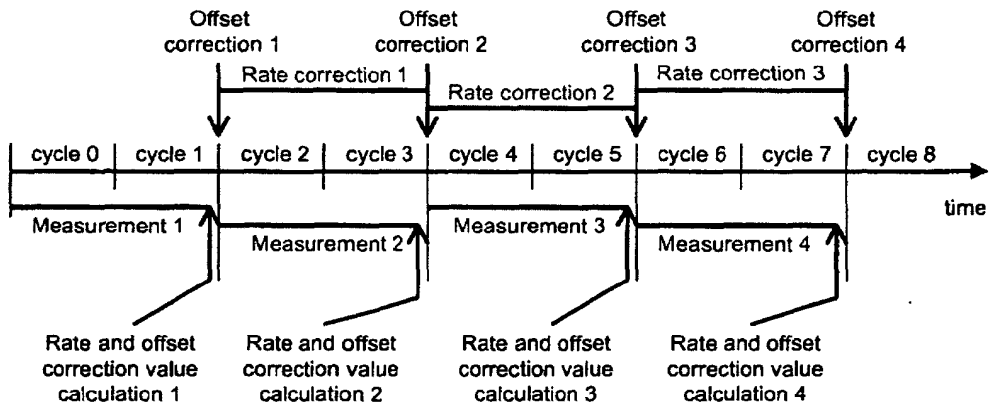 Offset
correction 1
Offset
correction 2
Offset
correction 3
Offset
correction 4
Rate correction 1
Rate correction 2
Rate correction 3
cycle 0
cycle 1
cycle 2
cycle 3
cycle 4
cycle 5
cycle 6
cycle 7
cycle 8
time
Measurement 1
Measurement 2
Measurement 3
Measurement 4
Rate and offset
correction value
calculation 1
Rate and offset
correction value
calculation 2
Rate and offset
correction value
calculation 3
Rate and offset
correction value
calculation 4